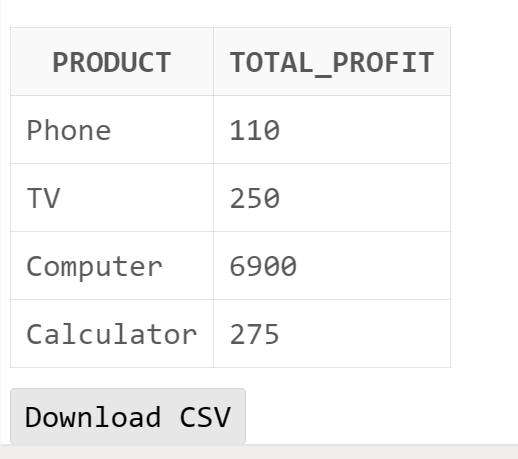 PRODUCT TOTAL_PROFIT
Phone 110
TV 250
Computer 6900
Calculator 275
Download CSV